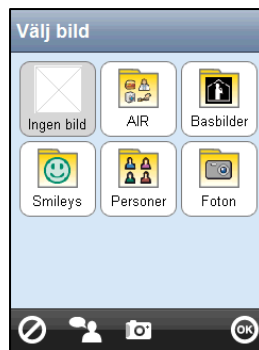 Välj bild
Ingen bild
AIR
Basbilder
Smileys
Personer
Foton
OK